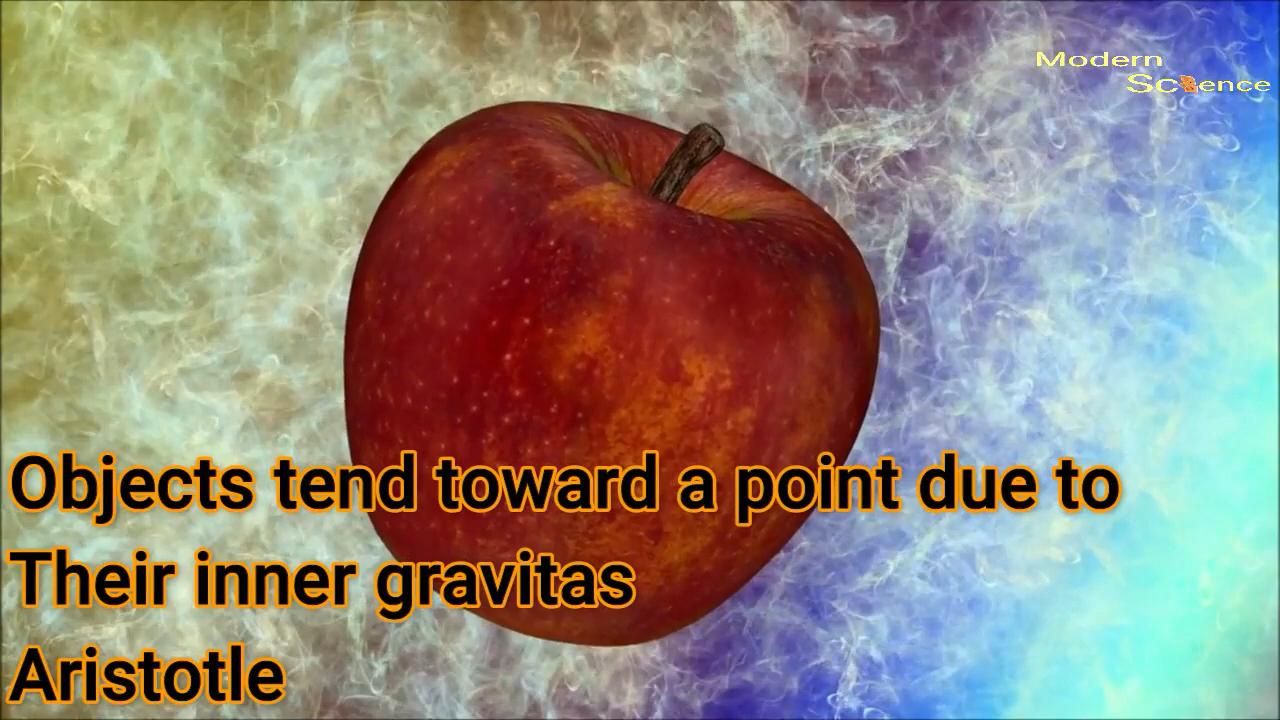 Modern
Science
Objects tend toward a point due to
Their inner gravitas
Aristotle